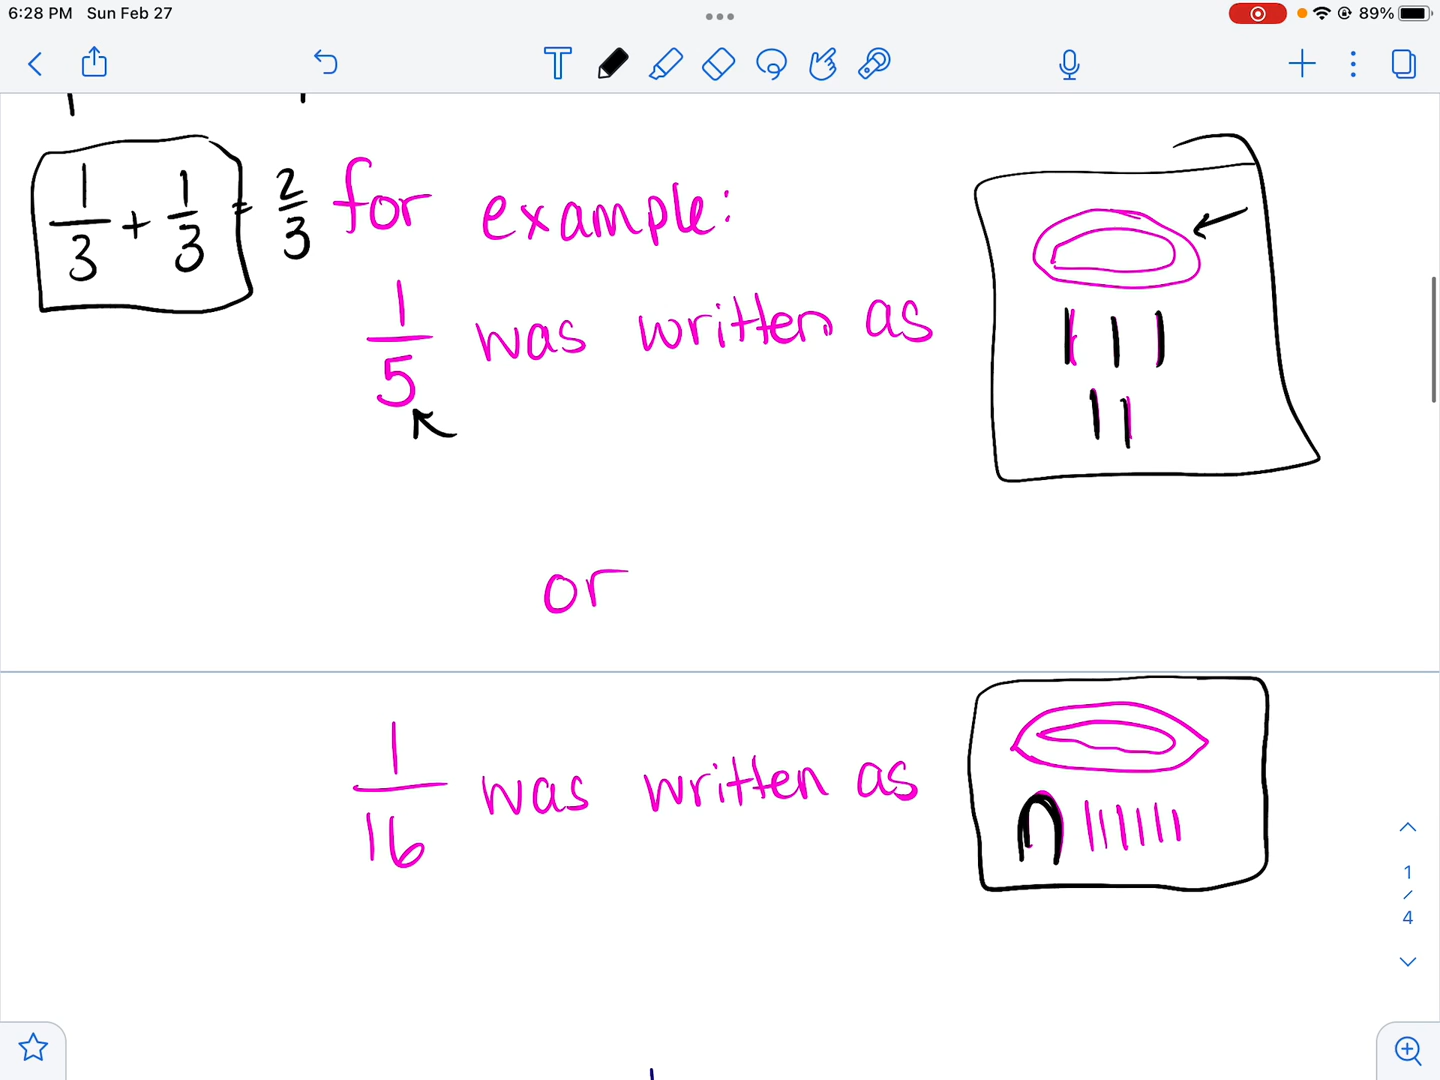 6:28 PM Sun Feb 27
89%
T
1/3 + 1/3 = 2/3
for example:
1/5 was written as
or
1/16 was written as
1
/
4